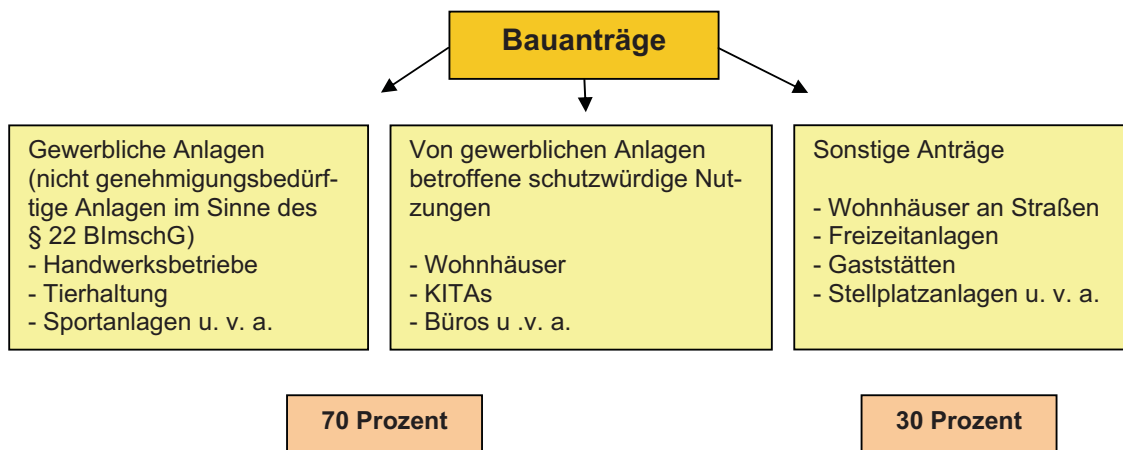 Bauanträge
Gewerbliche Anlagen
(nicht genehmigungsbedürf-
tige Anlagen im Sinne des
§ 22 BImschG)
- Handwerksbetriebe
- Tierhaltung
- Sportanlagen u. v. a.
Von gewerblichen Anlagen
betroffene schutzwürdige Nut-
zungen
- Wohnhäuser
- KITAs
- Büros u .v. a.
Sonstige Anträge
- Wohnhäuser an Straßen
- Freizeitanlagen
- Gaststätten
- Stellplatzanlagen u. v. a.
70 Prozent
30 Prozent